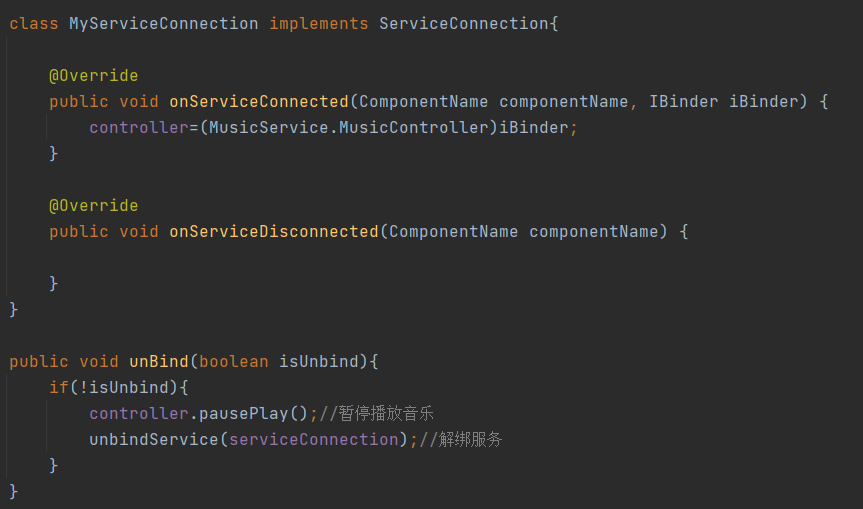 class MyServiceConnection implements ServiceConnection{
@Override
public void onServiceConnected(ComponentName componentName, IBinder iBinder) {
controller=(MusicService.MusicController)iBinder;
}
@Override
public void onServiceDisconnected(ComponentName componentName) {
}
}
public void unBind(boolean isUnbind){
if(!isUnbind){
controller.pausePlay();//暂停播放音乐
unbindService(serviceConnection);//解绑服务
}
}